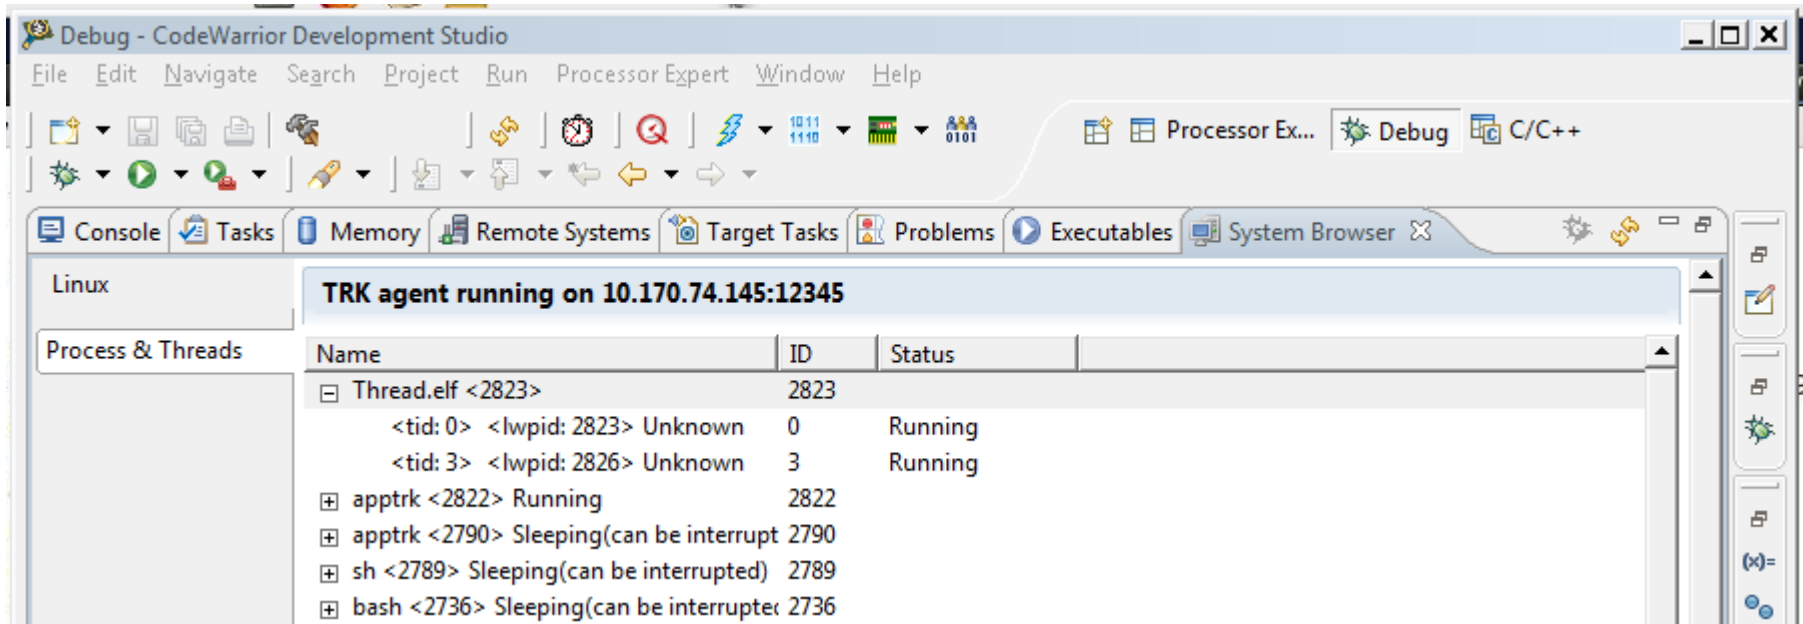 Debug - CodeWarrior Development Studio
File Edit Navigate Search Project Run Processor Expert Window Help
Processor Ex... Debug C/C++
Console Tasks Memory Remote Systems Target Tasks Problems Executables System Browser
Linux
TRK agent running on 10.170.74.145:12345
Process & Threads
Name ID Status
Thread.elf <2823> 2823
<tid: 0> <lwpid: 2823> Unknown 0 Running
<tid: 3> <lwpid: 2826> Unknown 3 Running
apptrk <2822> Running 2822
apptrk <2790> Sleeping(can be interrupt 2790
sh <2789> Sleeping(can be interrupted) 2789
bash <2736> Sleeping(can be interrupte 2736